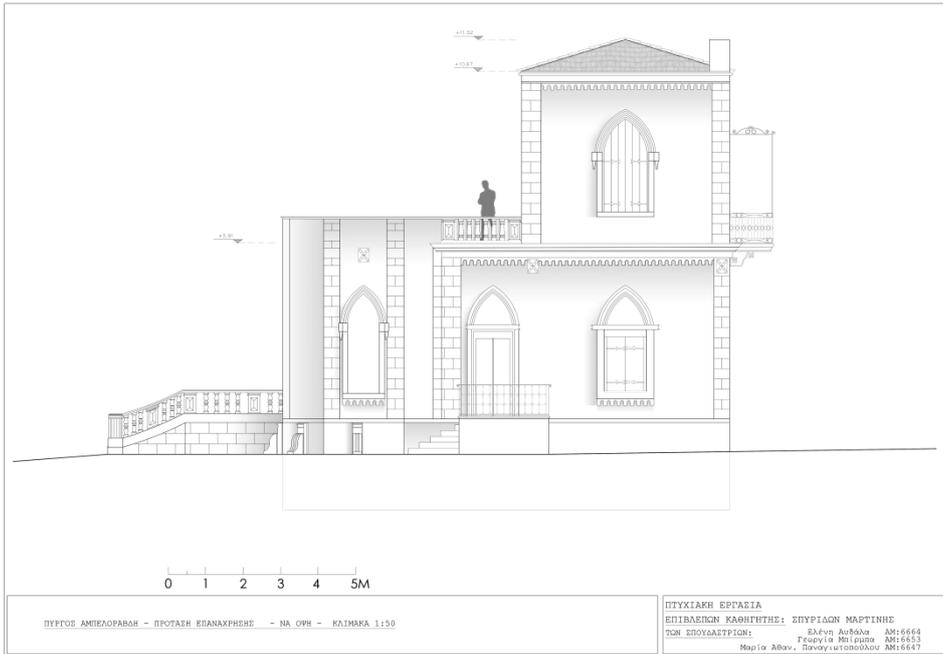 +11.52
+10.67
+5.91
0 1 2 3 4 5M
ΠΥΡΓΟΣ ΑΜΠΕΛΟΡΑΒΔΗ - ΠΡΟΤΑΣΗ ΕΠΑΝΑΧΡΗΣΗΣ - ΝΑ ΟΨΗ - ΚΛΙΜΑΚΑ 1:50
ΠΤΥΧΙΑΚΗ ΕΡΓΑΣΙΑ
ΕΠΙΒΛΕΠΩΝ ΚΑΘΗΓΗΤΗΣ: ΣΠΥΡΙΔΩΝ ΜΑΡΤΙΝΗΣ
ΤΩΝ ΣΠΟΥΔΑΣΤΡΙΩΝ: Ελένη Αυδάλα ΑΜ:6664
Γεωργία Μπίρμπα ΑΜ:6653
Μαρία Αθαν. Παναγιωτοπούλου ΑΜ:6647